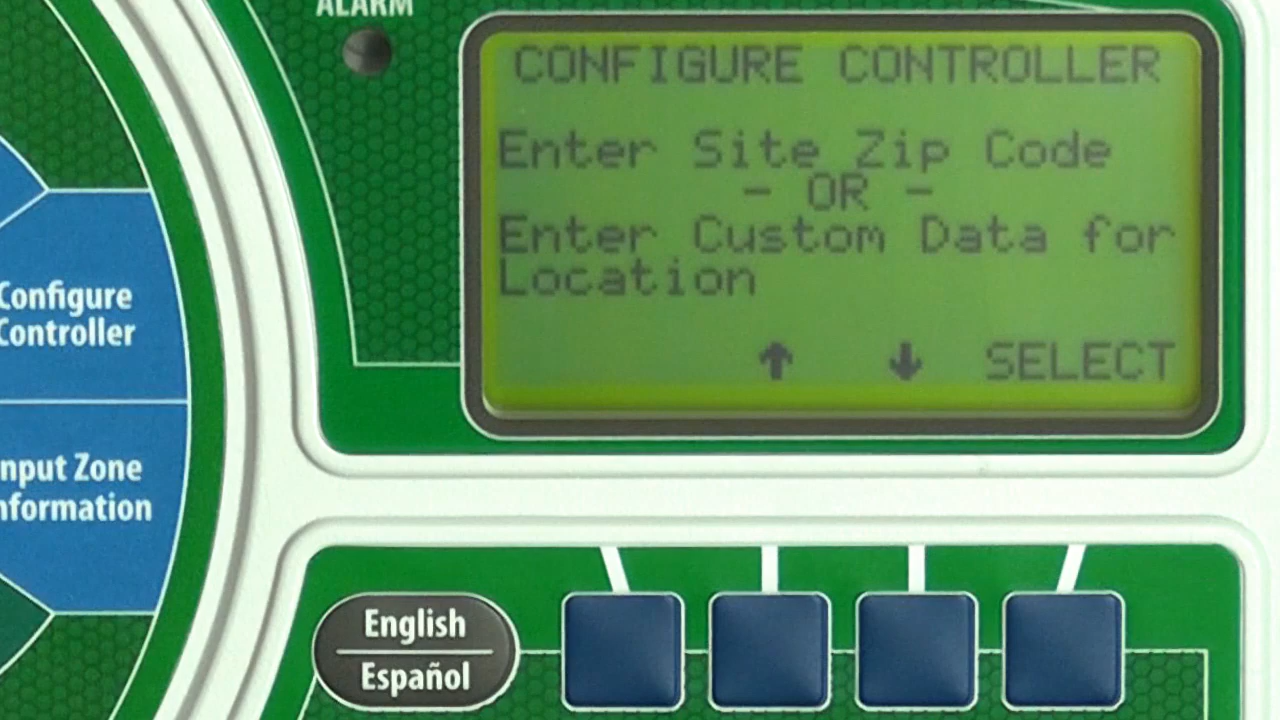 ALARM
CONFIGURE CONTROLLER
Enter Site Zip Code
- OR -
Enter Custom Data for
Location
↑ ↓ SELECT
Configure
Controller
nput Zone
nformation
English
Español